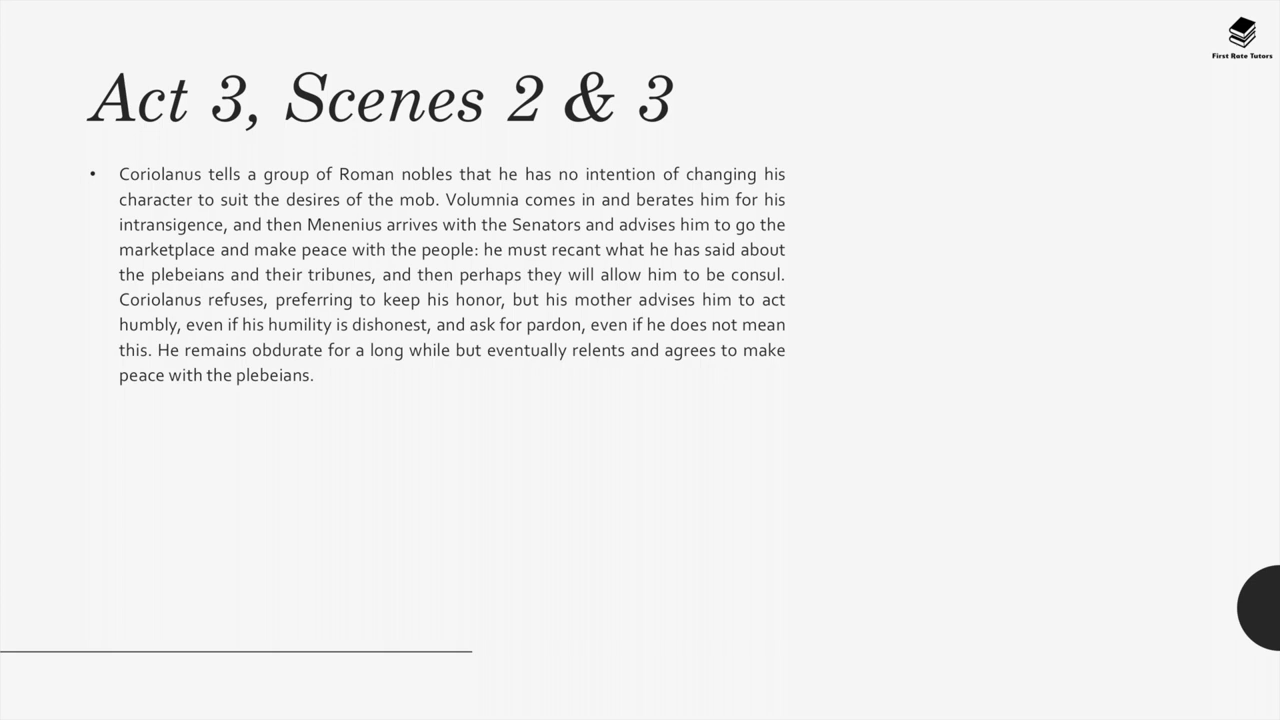 First Rate Tutors
Act 3, Scenes 2 & 3
• Coriolanus tells a group of Roman nobles that he has no intention of changing his
character to suit the desires of the mob. Volumnia comes in and berates him for his
intransigence, and then Menenius arrives with the Senators and advises him to go the
marketplace and make peace with the people: he must recant what he has said about
the plebeians and their tribunes, and then perhaps they will allow him to be consul.
Coriolanus refuses, preferring to keep his honor, but his mother advises him to act
humbly, even if his humility is dishonest, and ask for pardon, even if he does not mean
this. He remains obdurate for a long while but eventually relents and agrees to make
peace with the plebeians.